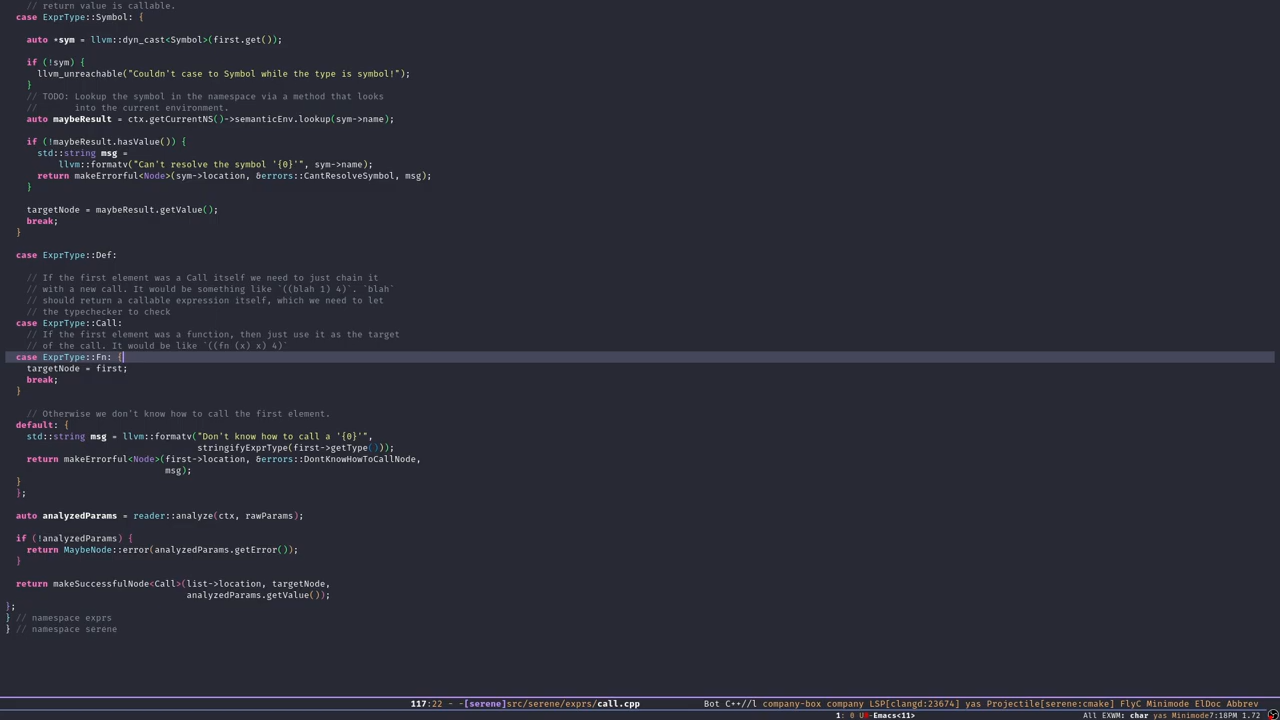 // return value is callable.
  case ExprType::Symbol: {

    auto *sym = llvm::dyn_cast<Symbol>(first.get());

    if (!sym) {
      llvm_unreachable("Couldn't case to Symbol while the type is symbol!");
    }
    // TODO: Lookup the symbol in the namespace via a method that looks
    //       into the current environment.
    auto maybeResult = ctx.getCurrentNS()->semanticEnv.lookup(sym->name);

    if (!maybeResult.hasValue()) {
      std::string msg =
          llvm::formatv("Can't resolve the symbol '{0}'", sym->name);
      return makeErrorful<Node>(sym->location, &errors::CantResolveSymbol, msg);
    }

    targetNode = maybeResult.getValue();
    break;
  }

  case ExprType::Def:

    // If the first element was a Call itself we need to just chain it
    // with a new call. It would be something like `((blah 1) 4)`. `blah`
    // should return a callable expression itself, which we need to let
    // the typechecker to check
  case ExprType::Call:
    // If the first element was a function, then just use it as the target
    // of the call. It would be like `((fn (x) x) 4)`
  case ExprType::Fn: {
    targetNode = first;
    break;
  }

    // Otherwise we don't know how to call the first element.
  default: {
    std::string msg = llvm::formatv("Don't know how to call a '{0}'",
                                    stringifyExprType(first->getType()));
    return makeErrorful<Node>(first->location, &errors::DontKnowHowToCallNode,
                              msg);
  }
  };

  auto analyzedParams = reader::analyze(ctx, rawParams);

  if (!analyzedParams) {
    return MaybeNode::error(analyzedParams.getError());
  }

  return makeSuccessfulNode<Call>(list->location, targetNode,
                                  analyzedParams.getValue());
};
} // namespace exprs
} // namespace serene
117:22 - -[serene]src/serene/exprs/call.cpp Bot C++//l company-box company LSP[clangd:23674] yas Projectile[serene:cmake] FlyC Minimode ElDoc Abbrev
1: 0 U Emacs<11> All EXWM: char yas Minimode7:18PM 1.72